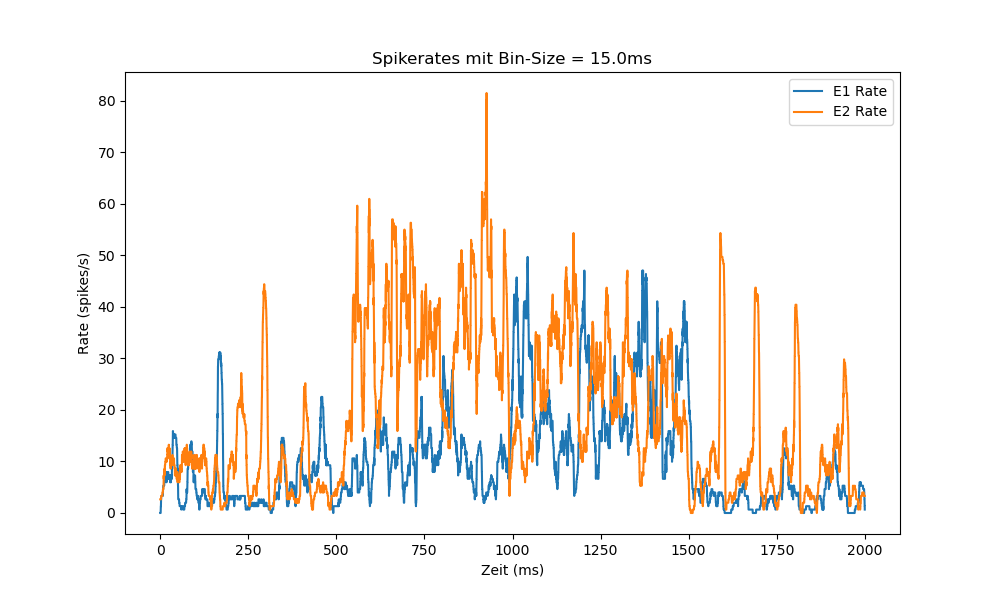 Spikerates mit Bin-Size = 15.0ms
E1 Rate
E2 Rate
80
70
60
50
40
30
20
10
0
Rate (spikes/s)
0 250 500 750 1000 1250 1500 1750 2000
Zeit (ms)